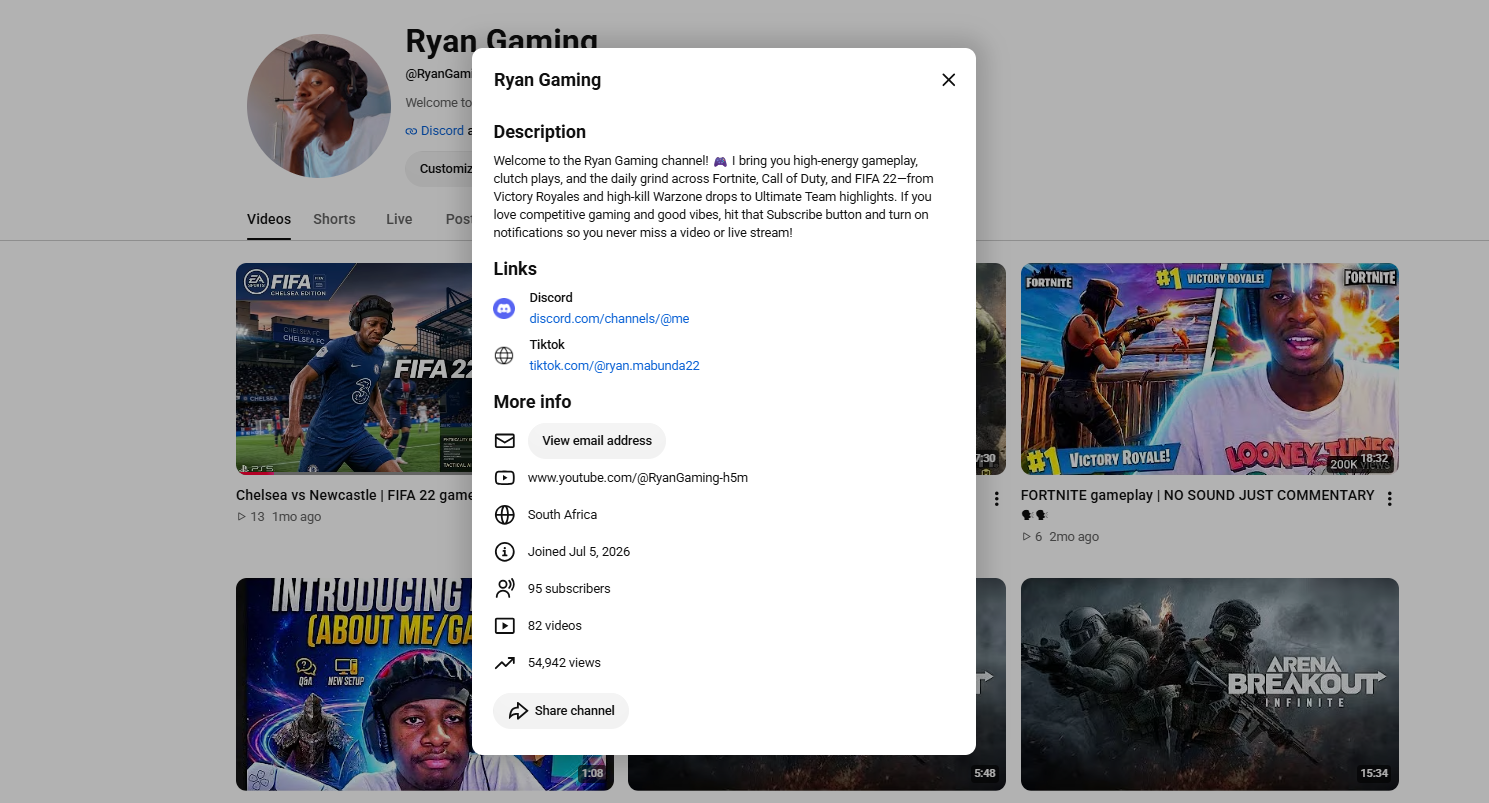 Ryan Gaming
@RyanGami
Welcome to
Discord a
Customiz
Videos Shorts Live Post
Ryan Gaming
Description
Welcome to the Ryan Gaming channel! 🎮 I bring you high-energy gameplay,
clutch plays, and the daily grind across Fortnite, Call of Duty, and FIFA 22—from
Victory Royales and high-kill Warzone drops to Ultimate Team highlights. If you
love competitive gaming and good vibes, hit that Subscribe button and turn on
notifications so you never miss a video or live stream!
Links
Discord
discord.com/channels/@me
Tiktok
tiktok.com/@ryan.mabunda22
More info
View email address
www.youtube.com/@RyanGaming-h5m
South Africa
Joined Jul 5, 2026
95 subscribers
82 videos
54,942 views
Share channel
EA SPORTS FIFA
CHELSEA EDITION
CHELSEA FC
CHELSEA FC
CHELSEA
3
FIFA 22
PS5
Chelsea vs Newcastle | FIFA 22 game
13 1mo ago
7:30
FORTNITE
#1 VICTORY ROYALE!
FORTNITE
#1 VICTORY ROYALE!
LOONEY TUNES
200K views
18:32
FORTNITE gameplay | NO SOUND JUST COMMENTARY
🗣🗣
6 2mo ago
INTRODUCING
(ABOUT ME/GA
Q&A NEW SETUP
1:08
5:48
ARENA
BREAKOUT
INFINITE
15:34